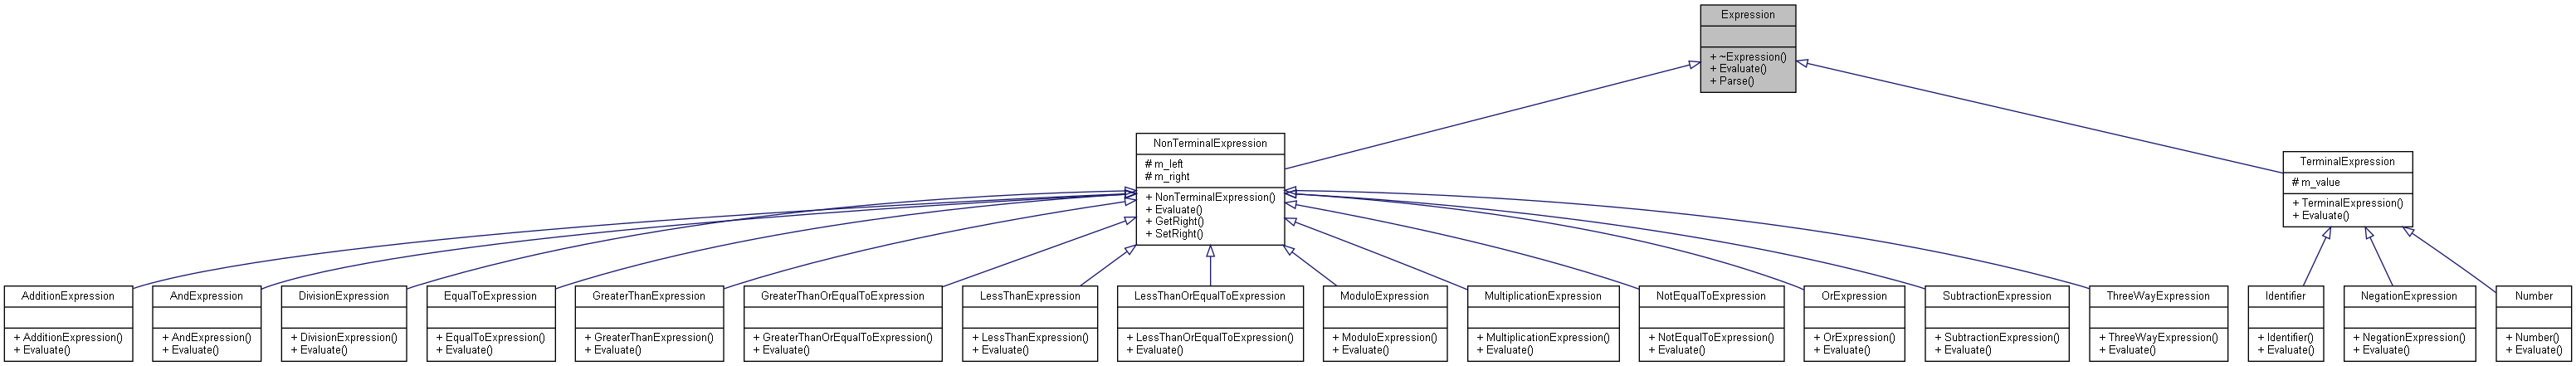 Expression
+ ~Expression()
+ Evaluate()
+ Parse()
NonTerminalExpression
# m_left
# m_right
+ NonTerminalExpression()
+ Evaluate()
+ GetRight()
+ SetRight()
TerminalExpression
# m_value
+ TerminalExpression()
+ Evaluate()
AdditionExpression
+ AdditionExpression()
+ Evaluate()
AndExpression
+ AndExpression()
+ Evaluate()
DivisionExpression
+ DivisionExpression()
+ Evaluate()
EqualToExpression
+ EqualToExpression()
+ Evaluate()
GreaterThanExpression
+ GreaterThanExpression()
+ Evaluate()
GreaterThanOrEqualToExpression
+ GreaterThanOrEqualToExpression()
+ Evaluate()
LessThanExpression
+ LessThanExpression()
+ Evaluate()
LessThanOrEqualToExpression
+ LessThanOrEqualToExpression()
+ Evaluate()
ModuloExpression
+ ModuloExpression()
+ Evaluate()
MultiplicationExpression
+ MultiplicationExpression()
+ Evaluate()
NotEqualToExpression
+ NotEqualToExpression()
+ Evaluate()
OrExpression
+ OrExpression()
+ Evaluate()
SubtractionExpression
+ SubtractionExpression()
+ Evaluate()
ThreeWayExpression
+ ThreeWayExpression()
+ Evaluate()
Identifier
+ Identifier()
+ Evaluate()
NegationExpression
+ NegationExpression()
+ Evaluate()
Number
+ Number()
+ Evaluate()